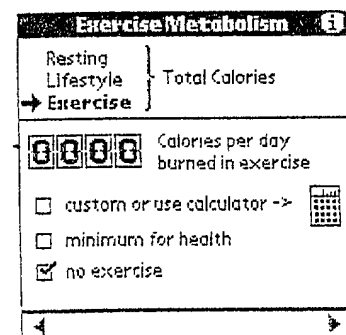 Exercise Metabolism i
Resting
Lifestyle
→ Exercise
Total Calories
0000
Calories per day
burned in exercise
custom or use calculator ->
minimum for health
no exercise